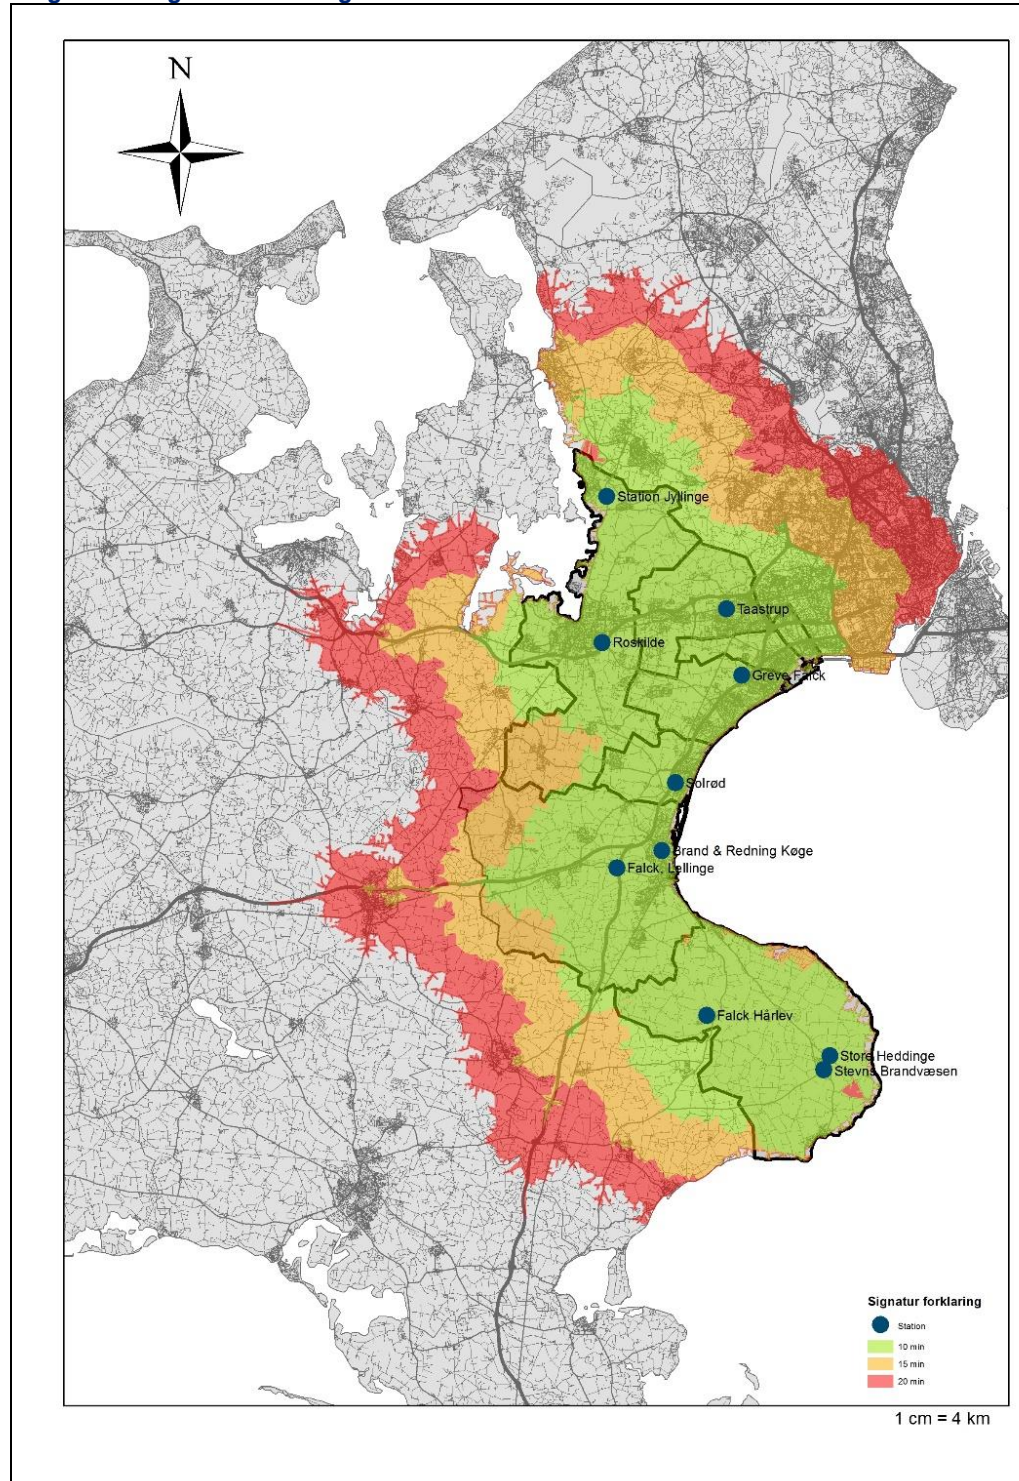 N
Station Jyllinge
Taastrup
Roskilde
Greve Falck
Solrød
Brand & Redning Køge
Falck, Lellinge
Falck Hårlev
Store Heddinge
Stevns Brandvæsen
Signatur forklaring
Station
10 min
15 min
20 min
1 cm = 4 km